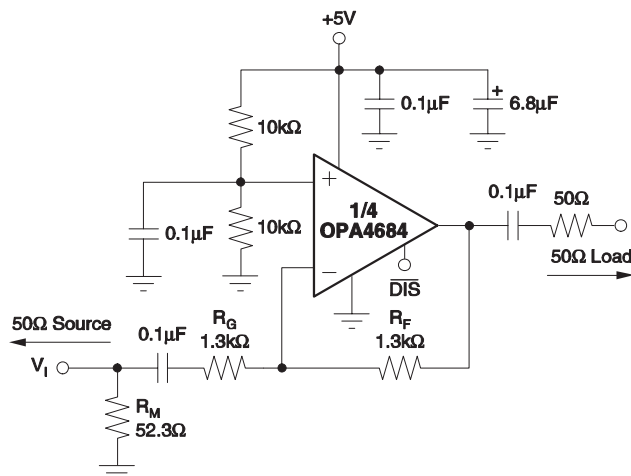 +5V
0.1µF
+
6.8µF
10kΩ
0.1µF
10kΩ
+
1/4
OPA4684
−
DIS
0.1µF
50Ω
50Ω Load
50Ω Source
V_I
0.1µF
R_G
1.3kΩ
R_F
1.3kΩ
R_M
52.3Ω